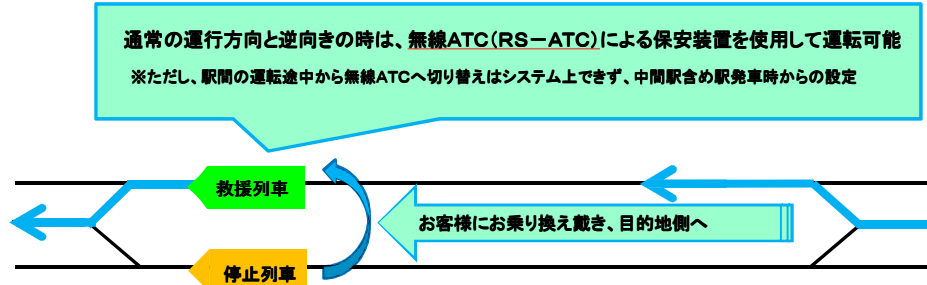 通常の運行方向と逆向きの時は、無線ATC(RS－ATC)による保安装置を使用して運転可能
※ただし、駅間の運転途中から無線ATCへ切り替えはシステム上できず、中間駅含め駅発車時からの設定
救援列車
お客様にお乗り換え戴き、目的地側へ
停止列車